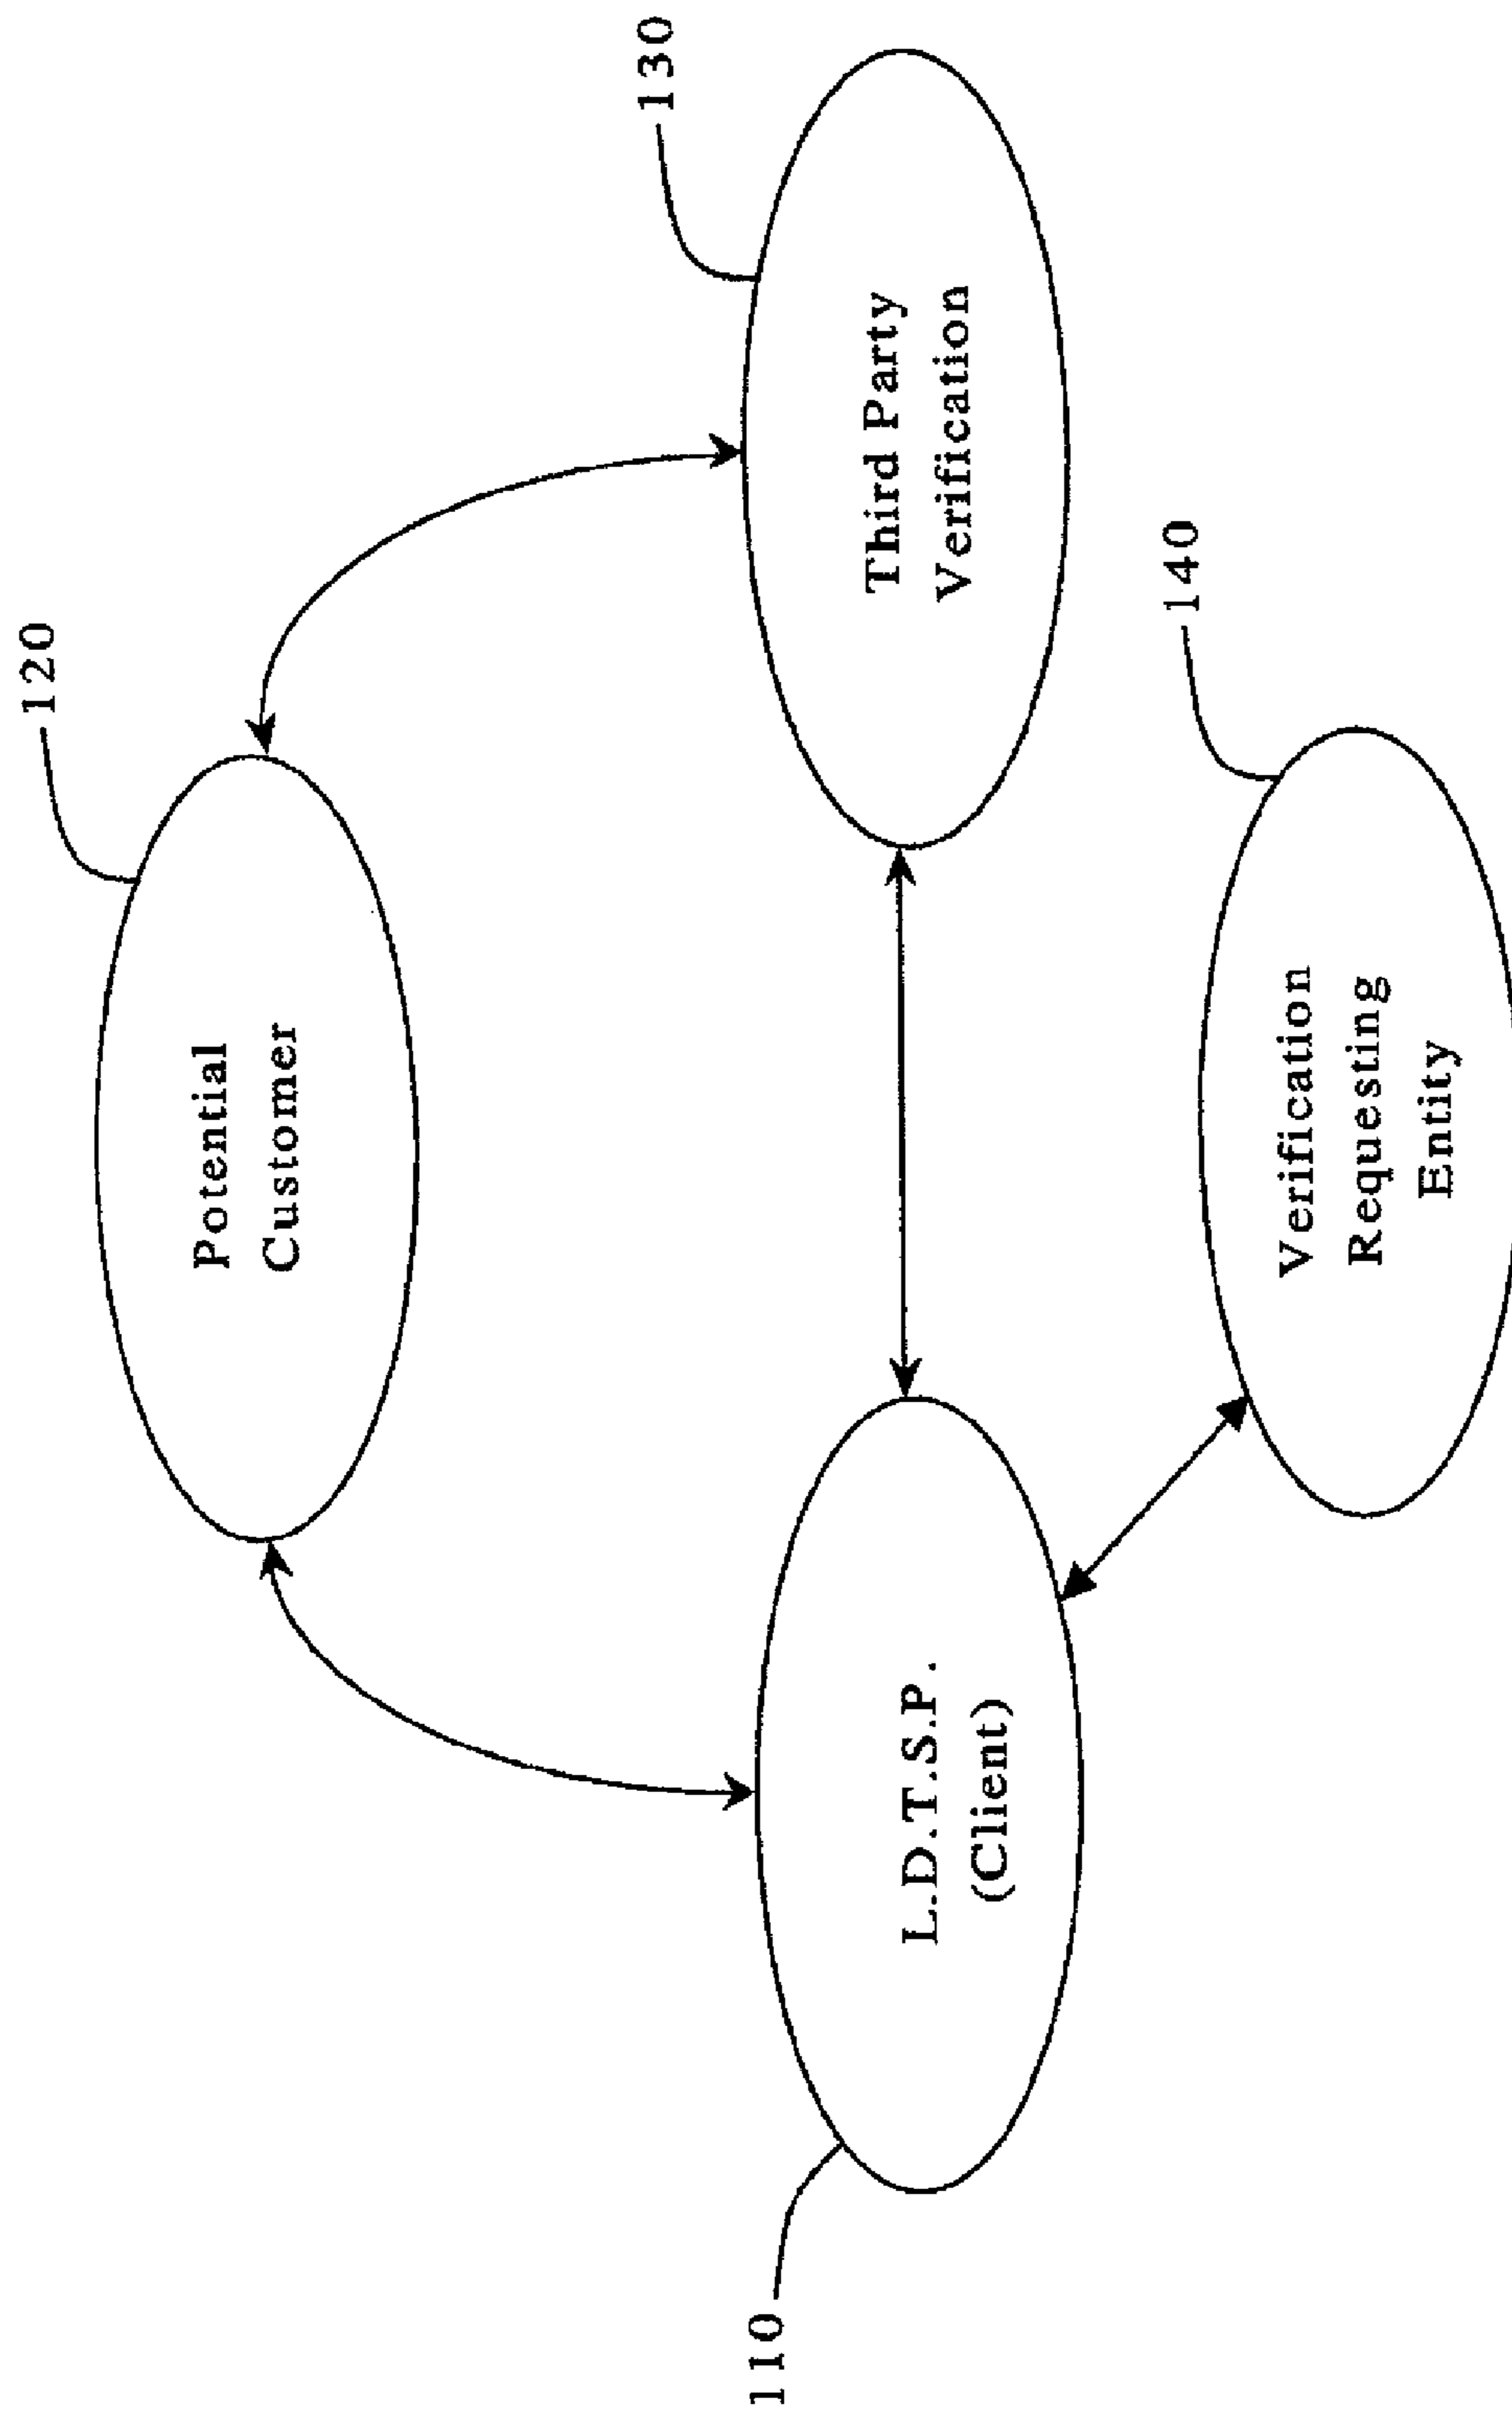 120
Potential
Customer
130
110
L.D.T.S.P.
(Client)
Third Party
Verification
140
Verification
Requesting
Entity